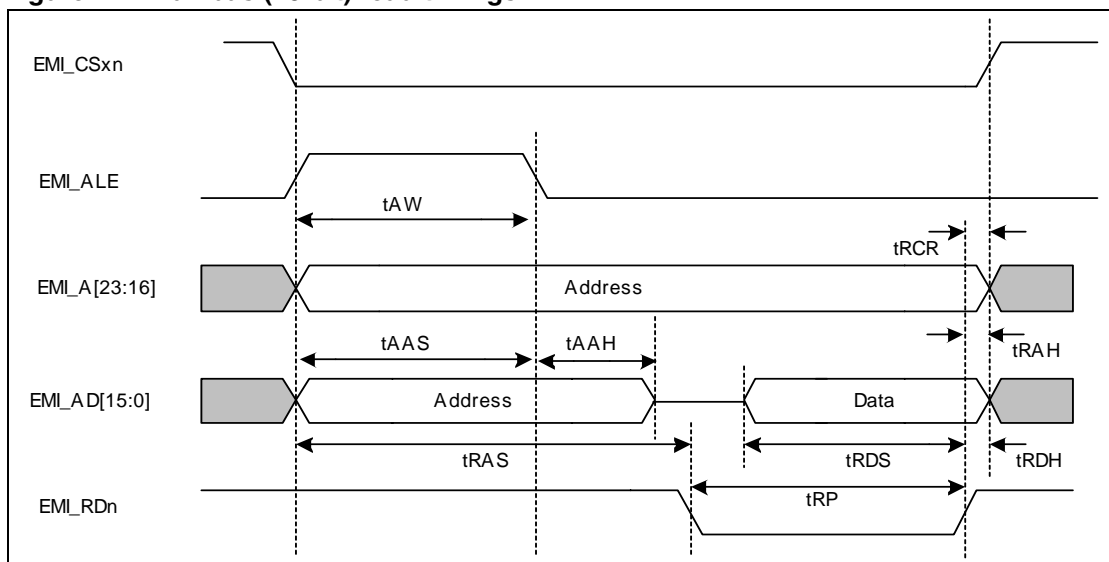 EMI_CSxn
EMI_ALE
tAW
tRCR
EMI_A[23:16]
Address
tAAS
tAAH
tRAH
EMI_AD[15:0]
Address
Data
tRAS
tRDS
tRDH
tRP
EMI_RDn